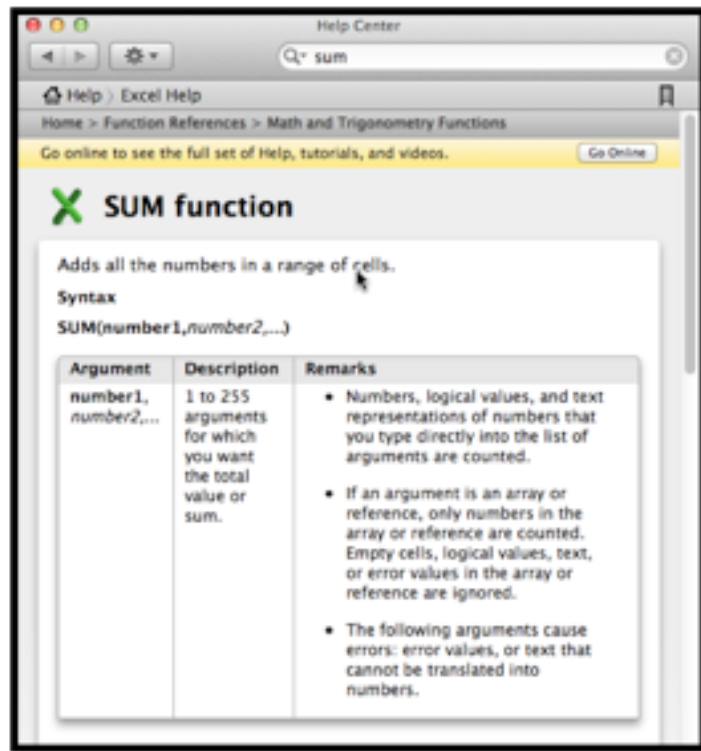 Help Center
sum
Help > Excel Help
Home > Function References > Math and Trigonometry Functions
Go online to see the full set of Help, tutorials, and videos.
Go Online
SUM function
Adds all the numbers in a range of cells.
Syntax
SUM(number1,number2,...)
Argument Description Remarks
number1,
number2,...
1 to 255
arguments
for which
you want
the total
value or
sum.
• Numbers, logical values, and text
representations of numbers that
you type directly into the list of
arguments are counted.
• If an argument is an array or
reference, only numbers in the
array or reference are counted.
Empty cells, logical values, text,
or error values in the array or
reference are ignored.
• The following arguments cause
errors: error values, or text that
cannot be translated into
numbers.